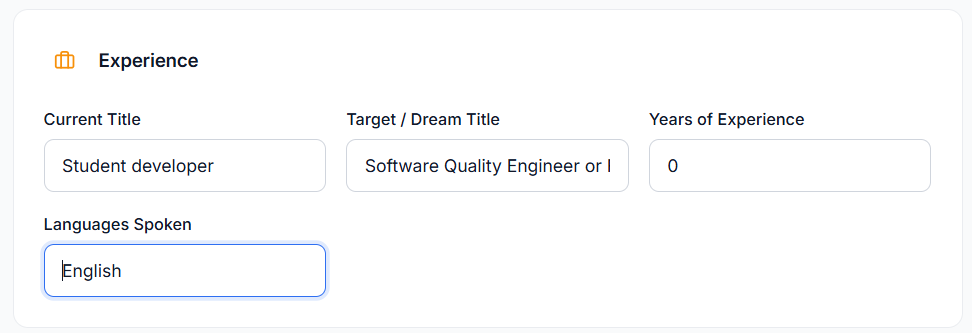 Experience
Current Title
Target / Dream Title
Years of Experience
Student developer
Software Quality Engineer or
0
Languages Spoken
English